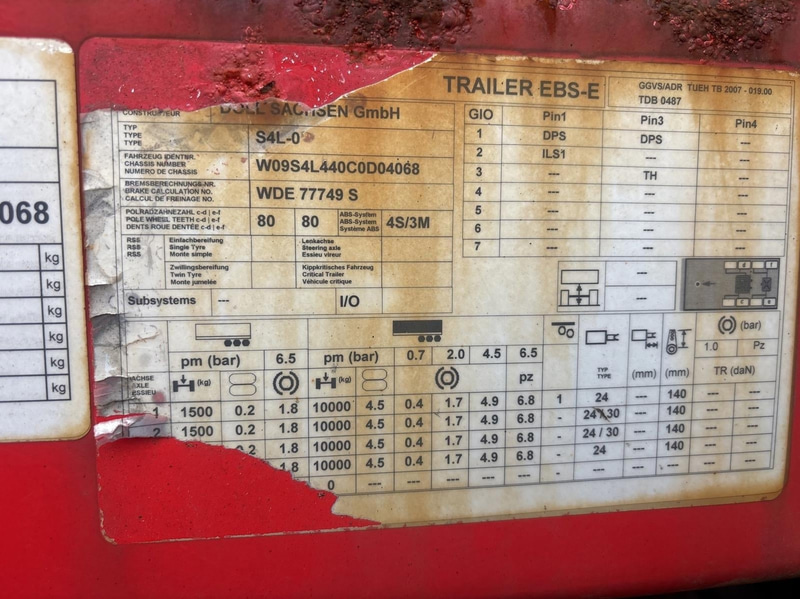 068
kg
kg
kg
kg
kg
kg
TRAILER EBS-E
GGVS/ADR TUEH TB 2007 - 019.00
TDB 0487
CONSTRUCTEUR
DOLL SACHSEN GmbH
TYP
TYPE
TYPE
S4L-0
FAHRZEUG IDENTNR.
CHASSIS NUMBER
NUMERO DE CHASSIS
W09S4L440C0D04068
BREMSBERECHNUNGS-NR.
BRAKE CALCULATION NO.
CALCUL DE FREINAGE NO.
WDE 77749 S
POLRADZAHNEZAHL c-d | e-f
POLE WHEEL TEETH c-d | e-f
DENTS ROUE DENTÉE c-d | e-f
80 80
ABS-System
ABS-System
Système ABS
4S/3M
RSS
RSS
RSS
Einfachbereifung
Single Tyre
Monte simple
Lenkachse
Steering axle
Essieu vireur
Zwillingsbereifung
Twin Tyre
Monte jumelée
Kippkritisches Fahrzeug
Critical Trailer
Véhicule critique
Subsystems --- I/O
GIO Pin1 Pin3 Pin4
1 DPS DPS ---
2 ILS1 --- ---
3 --- TH ---
4 --- --- ---
5 --- --- ---
6 --- --- ---
7 --- --- ---
---
---
pm (bar) 6.5 pm (bar) 0.7 2.0 4.5 6.5
(bar)
1.0 Pz
ACHSE
AXLE
ESSIEU
(kg) (kg) pz
TYP
TYPE
(mm) (mm) TR (daN)
1 1500 0.2 1.8 10000 4.5 0.4 1.7 4.9 6.8 1 24 --- 140 --- ---
2 1500 0.2 1.8 10000 4.5 0.4 1.7 4.9 6.8 - 24 / 30 --- 140 --- ---
0.2 1.8 10000 4.5 0.4 1.7 4.9 6.8 - 24 / 30 --- 140 --- ---
1.8 10000 4.5 0.4 1.7 4.9 6.8 - 24 --- 140 --- ---
0 --- --- --- --- --- - --- --- --- --- ---